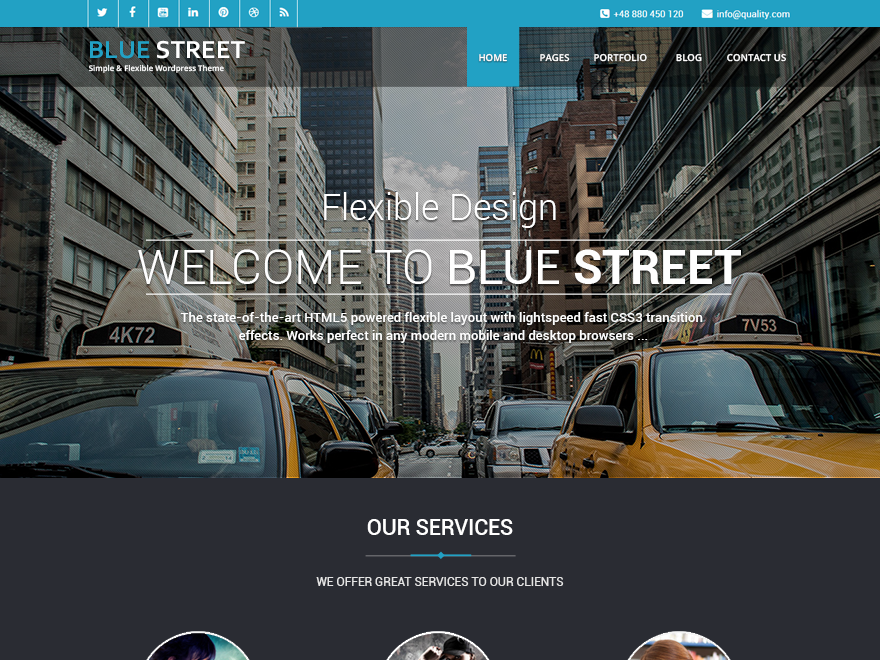 +48 880 450 120
info@quality.com
BLUE STREET
Simple & Flexible Wordpress Theme
HOME
PAGES
PORTFOLIO
BLOG
CONTACT US
Flexible Design
WELCOME TO BLUE STREET
The state-of-the-art HTML5 powered flexible layout with lightspeed fast CSS3 transition
effects. Works perfect in any modern mobile and desktop browsers ...
4K72
7V53
OUR SERVICES
WE OFFER GREAT SERVICES TO OUR CLIENTS